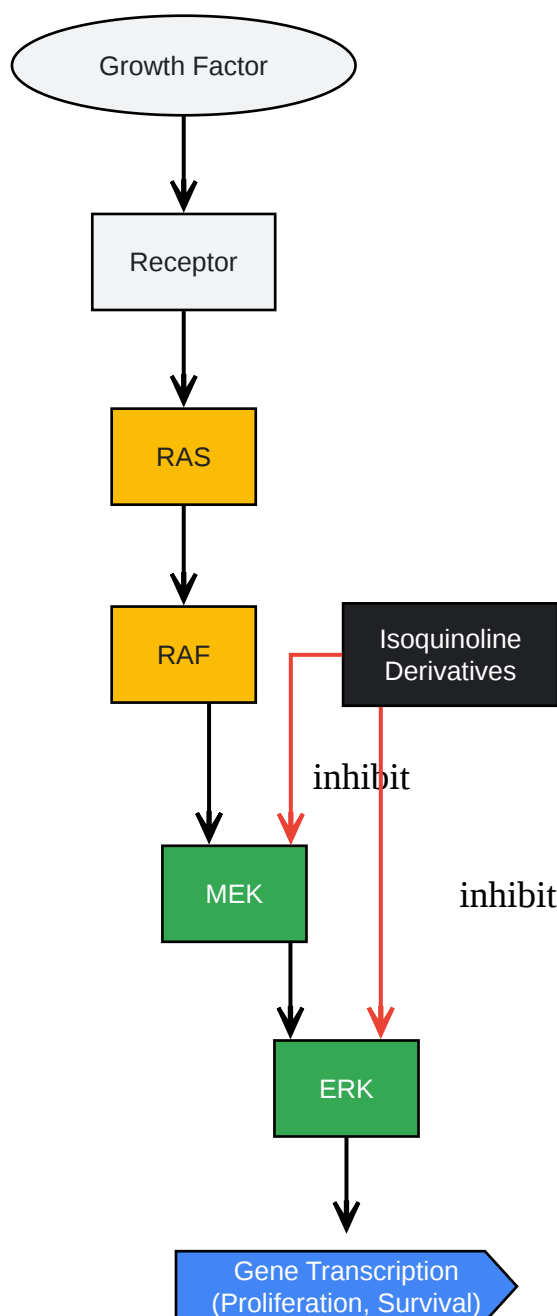 Growth Factor
Receptor
RAS
RAF
Isoquinoline
Derivatives
inhibit
MEK
inhibit
ERK
Gene Transcription
(Proliferation, Survival)